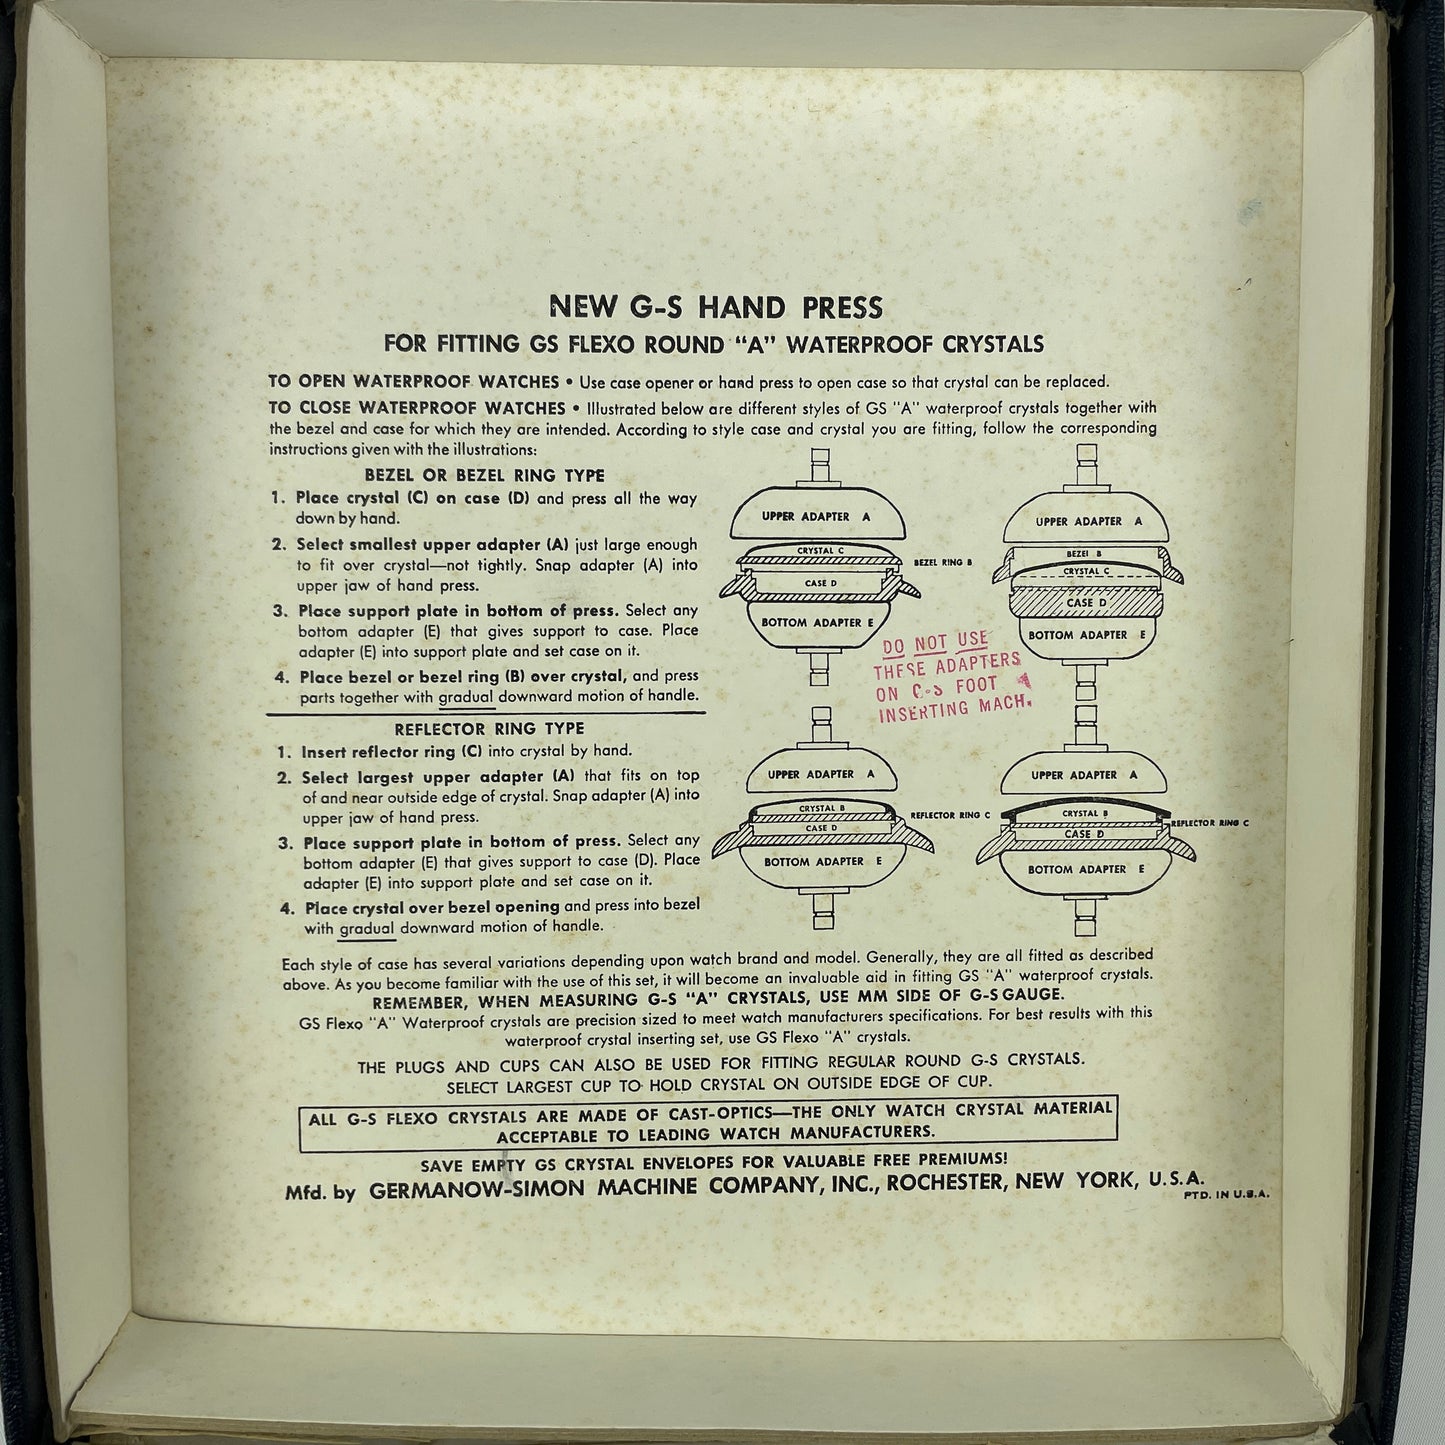 NEW G-S HAND PRESS
FOR FITTING GS FLEXO ROUND "A" WATERPROOF CRYSTALS
TO OPEN WATERPROOF WATCHES • Use case opener or hand press to open case so that crystal can be replaced.
TO CLOSE WATERPROOF WATCHES • Illustrated below are different styles of GS "A" waterproof crystals together with
the bezel and case for which they are intended. According to style case and crystal you are fitting, follow the corresponding
instructions given with the illustrations:
BEZEL OR BEZEL RING TYPE
1. Place crystal (C) on case (D) and press all the way
down by hand.
2. Select smallest upper adapter (A) just large enough
to fit over crystal—not tightly. Snap adapter (A) into
upper jaw of hand press.
3. Place support plate in bottom of press. Select any
bottom adapter (E) that gives support to case. Place
adapter (E) into support plate and set case on it.
4. Place bezel or bezel ring (B) over crystal, and press
parts together with gradual downward motion of handle.
REFLECTOR RING TYPE
1. Insert reflector ring (C) into crystal by hand.
2. Select largest upper adapter (A) that fits on top
of and near outside edge of crystal. Snap adapter (A) into
upper jaw of hand press.
3. Place support plate in bottom of press. Select any
bottom adapter (E) that gives support to case (D). Place
adapter (E) into support plate and set case on it.
4. Place crystal over bezel opening and press into bezel
with gradual downward motion of handle.
UPPER ADAPTER A
CRYSTAL C
BEZEL RING B
CASE D
BOTTOM ADAPTER E
UPPER ADAPTER A
BEZEL B
CRYSTAL C
CASE D
BOTTOM ADAPTER E
DO NOT USE
THESE ADAPTERS
ON G-S FOOT
INSERTING MACH.
UPPER ADAPTER A
CRYSTAL B
REFLECTOR RING C
CASE D
BOTTOM ADAPTER E
UPPER ADAPTER A
CRYSTAL B
REFLECTOR RING C
CASE D
BOTTOM ADAPTER E
Each style of case has several variations depending upon watch brand and model. Generally, they are all fitted as described
above. As you become familiar with the use of this set, it will become an invaluable aid in fitting GS "A" waterproof crystals.
REMEMBER, WHEN MEASURING G-S "A" CRYSTALS, USE MM SIDE OF G-S GAUGE.
GS Flexo "A" Waterproof crystals are precision sized to meet watch manufacturers specifications. For best results with this
waterproof crystal inserting set, use GS Flexo "A" crystals.
THE PLUGS AND CUPS CAN ALSO BE USED FOR FITTING REGULAR ROUND G-S CRYSTALS.
SELECT LARGEST CUP TO HOLD CRYSTAL ON OUTSIDE EDGE OF CUP.
ALL G-S FLEXO CRYSTALS ARE MADE OF CAST-OPTICS—THE ONLY WATCH CRYSTAL MATERIAL
ACCEPTABLE TO LEADING WATCH MANUFACTURERS.
SAVE EMPTY GS CRYSTAL ENVELOPES FOR VALUABLE FREE PREMIUMS!
Mfd. by GERMANOW-SIMON MACHINE COMPANY, INC., ROCHESTER, NEW YORK, U.S.A.
PTD. IN U.S.A.